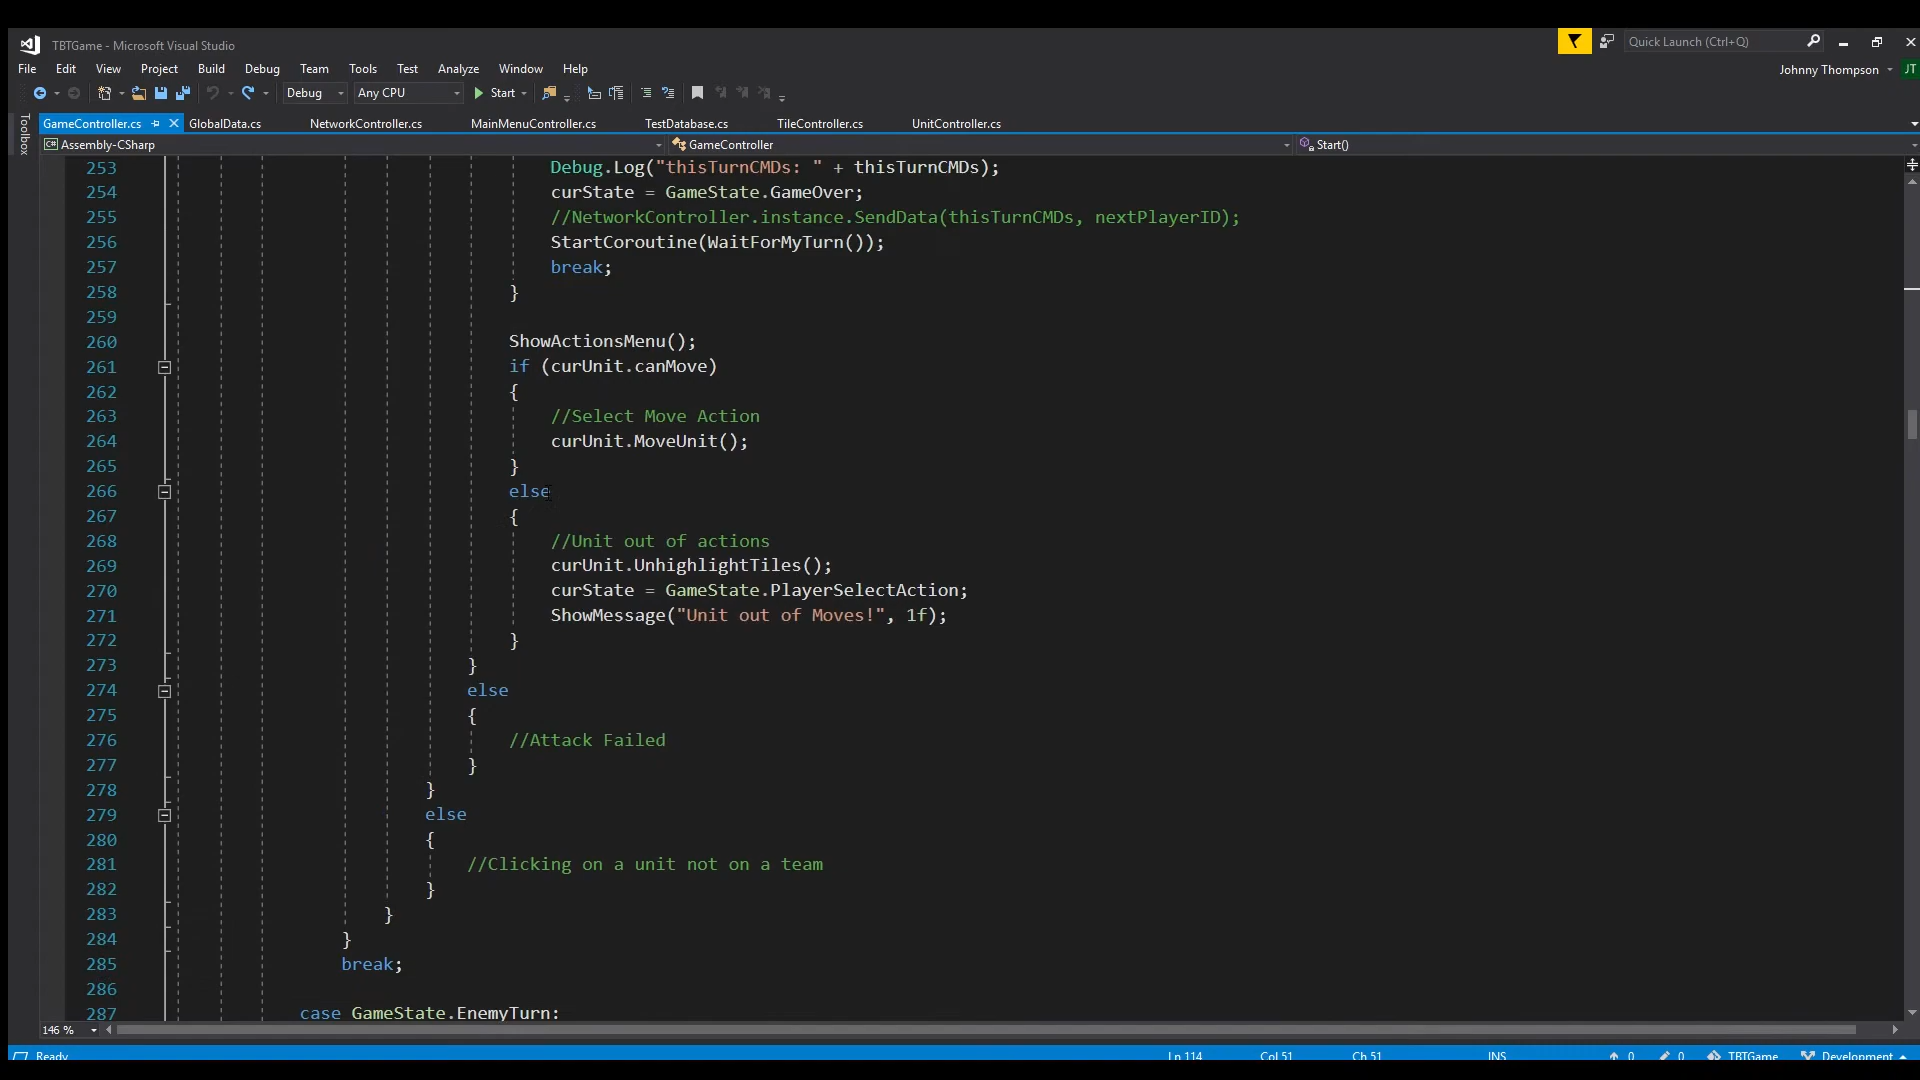 TBTGame - Microsoft Visual Studio
Quick Launch (Ctrl+Q)
File Edit View Project Build Debug Team Tools Test Analyze Window Help
Johnny Thompson JT
Debug Any CPU Start
Toolbox
GameController.cs GlobalData.cs NetworkController.cs MainMenuController.cs TestDatabase.cs TileController.cs UnitController.cs
C# Assembly-CSharp GameController Start()
253 Debug.Log("thisTurnCMDs: " + thisTurnCMDs);
254 curState = GameState.GameOver;
255 //NetworkController.instance.SendData(thisTurnCMDs, nextPlayerID);
256 StartCoroutine(WaitForMyTurn());
257 break;
258 }
259
260 ShowActionsMenu();
261 if (curUnit.canMove)
262 {
263 //Select Move Action
264 curUnit.MoveUnit();
265 }
266 else
267 {
268 //Unit out of actions
269 curUnit.UnhighlightTiles();
270 curState = GameState.PlayerSelectAction;
271 ShowMessage("Unit out of Moves!", 1f);
272 }
273 }
274 else
275 {
276 //Attack Failed
277 }
278 }
279 else
280 {
281 //Clicking on a unit not on a team
282 }
283 }
284 }
285 break;
286
287 case GameState.EnemyTurn:
146 %
Ready Ln 114 Col 51 Ch 51 INS 0 0 TBTGame Development